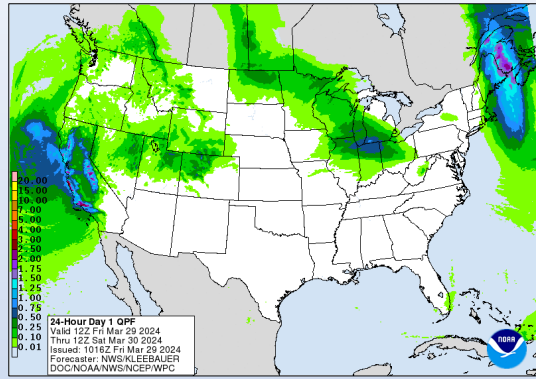 20.00
15.00
10.00
7.00
5.00
4.00
3.00
2.50
2.00
1.75
1.50
1.25
1.00
0.75
0.50
0.25
0.10
0.01
24-Hour Day 1 QPF
Valid 12Z Fri Mar 29 2024
Thru 12Z Sat Mar 30 2024
Issued: 1016Z Fri Mar 29 2024
Forecaster: NWS/KLEEBAUER
DOC/NOAA/NWS/NCEP/WPC
NOAA